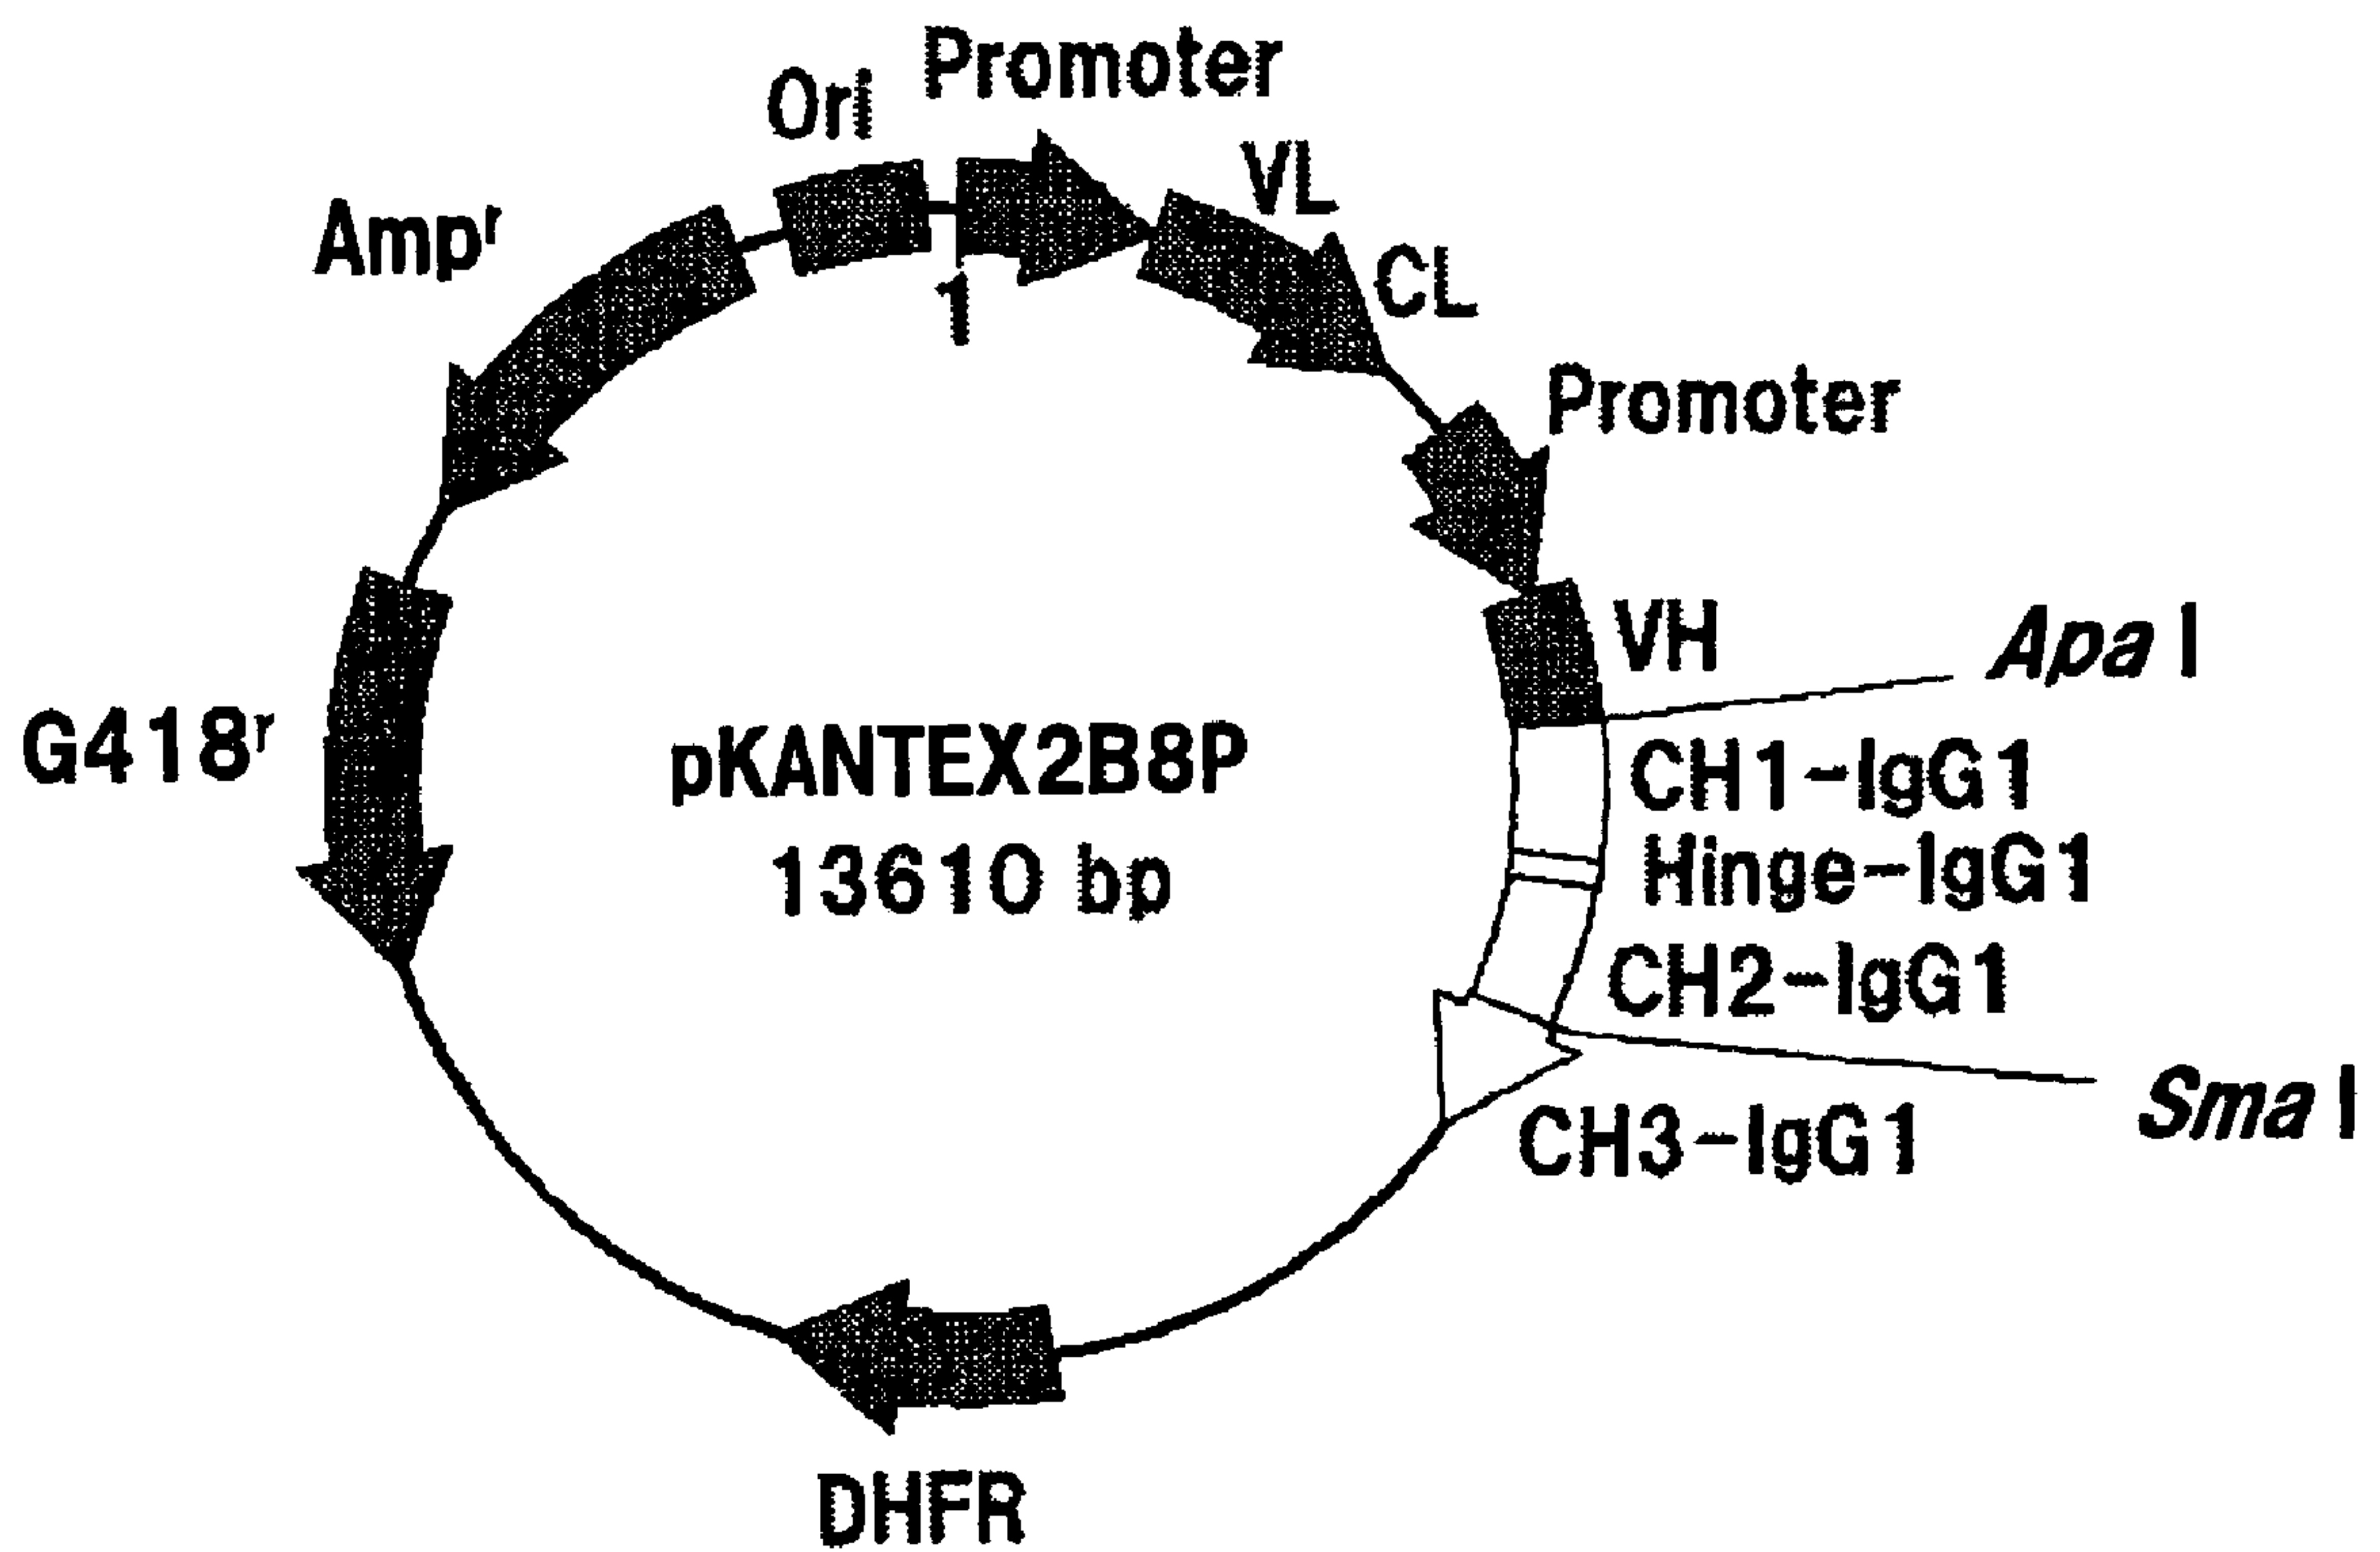 Promoter
Ori
VL
Ampʳ
CL
1
Promoter
VH
Apa I
G418ʳ
pKANTEX2B8P
13610 bp
CH1-IgG1
Hinge-IgG1
CH2-IgG1
Sma I
CH3-IgG1
DHFR